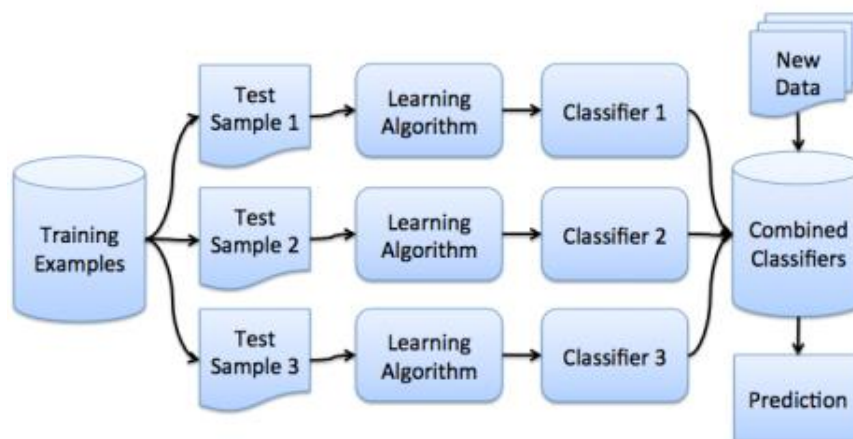 Training
Examples
Test
Sample 1
Learning
Algorithm
Classifier 1
Test
Sample 2
Learning
Algorithm
Classifier 2
Test
Sample 3
Learning
Algorithm
Classifier 3
New
Data
Combined
Classifiers
Prediction